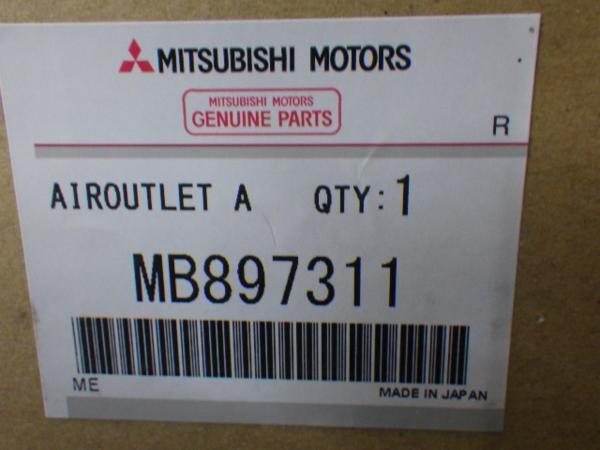 MITSUBISHI MOTORS
MITSUBISHI MOTORS
GENUINE PARTS
R
AIROUTLET A QTY:1
MB897311
ME
MADE IN JAPAN